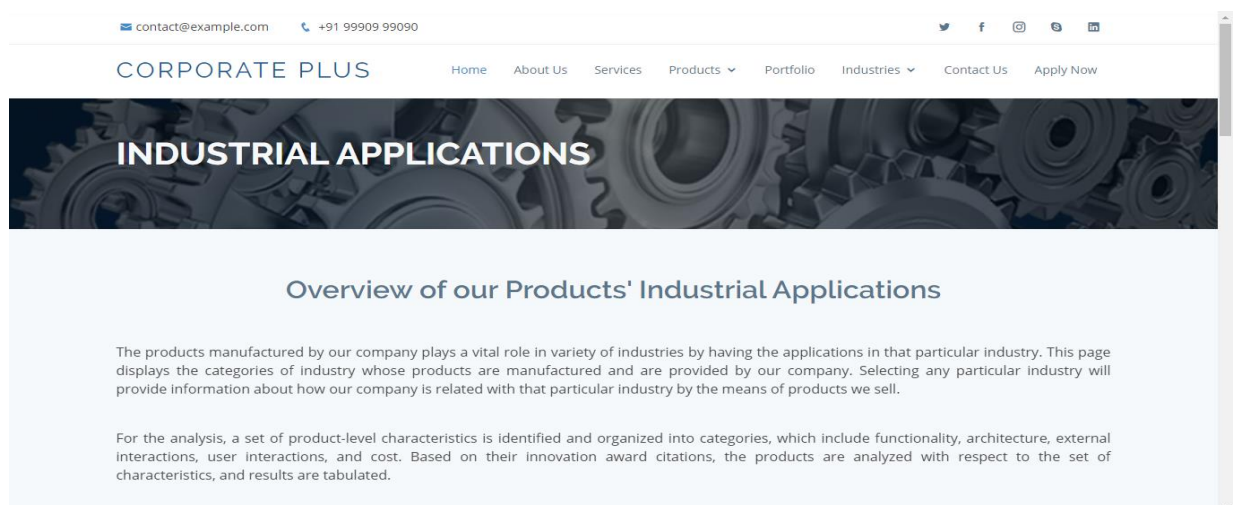 contact@example.com +91 99909 99090
CORPORATE PLUS Home About Us Services Products Portfolio Industries Contact Us Apply Now
INDUSTRIAL APPLICATIONS
Overview of our Products' Industrial Applications
The products manufactured by our company plays a vital role in variety of industries by having the applications in that particular industry. This page
displays the categories of industry whose products are manufactured and are provided by our company. Selecting any particular industry will
provide information about how our company is related with that particular industry by the means of products we sell.
For the analysis, a set of product-level characteristics is identified and organized into categories, which include functionality, architecture, external
interactions, user interactions, and cost. Based on their innovation award citations, the products are analyzed with respect to the set of
characteristics, and results are tabulated.